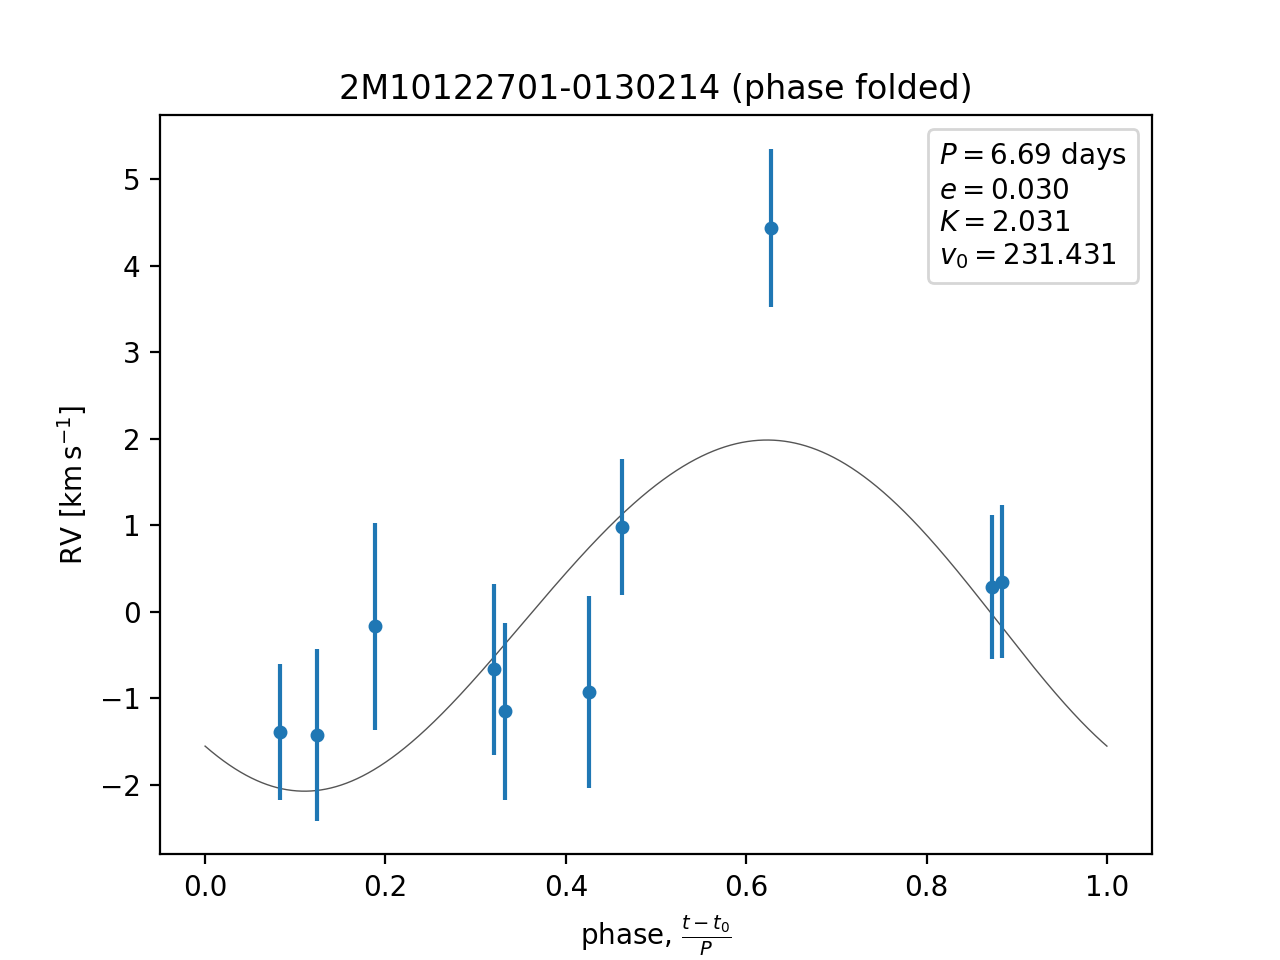 2M10122701-0130214 (phase folded)
P = 6.69 days
e = 0.030
K = 2.031
v₀ = 231.431
5
4
3
2
1
0
−1
−2
RV [km s⁻¹]
0.0 0.2 0.4 0.6 0.8 1.0
phase, (t − t₀)/P